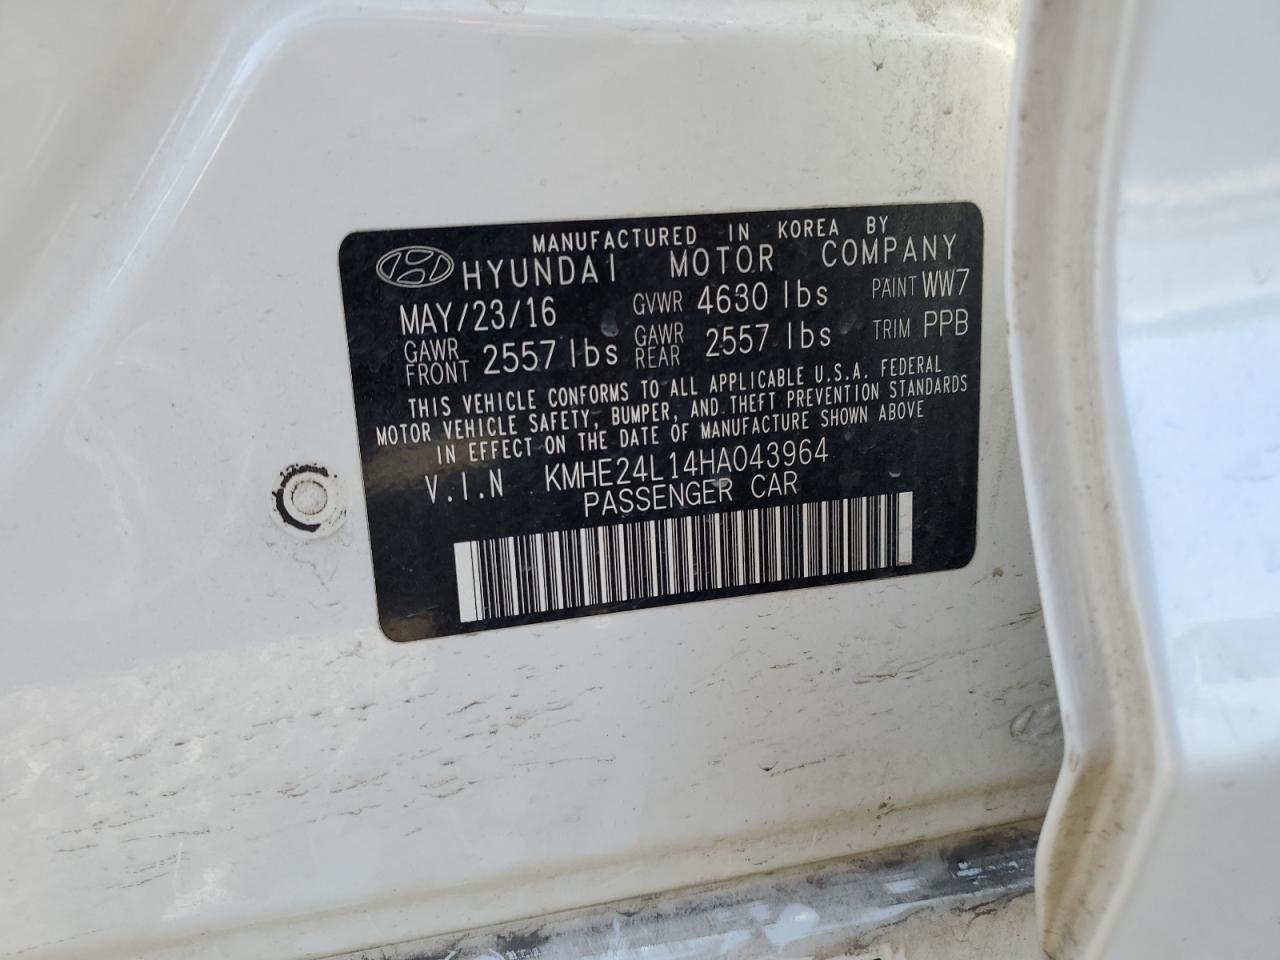 MANUFACTURED IN KOREA BY
HYUNDAI MOTOR COMPANY
MAY/23/16 GVWR 4630 lbs PAINT WW7
GAWR FRONT 2557 lbs GAWR REAR 2557 lbs TRIM PPB
THIS VEHICLE CONFORMS TO ALL APPLICABLE U.S.A. FEDERAL
MOTOR VEHICLE SAFETY, BUMPER, AND THEFT PREVENTION STANDARDS
IN EFFECT ON THE DATE OF MANUFACTURE SHOWN ABOVE
V.I.N KMHE24L14HA043964
PASSENGER CAR